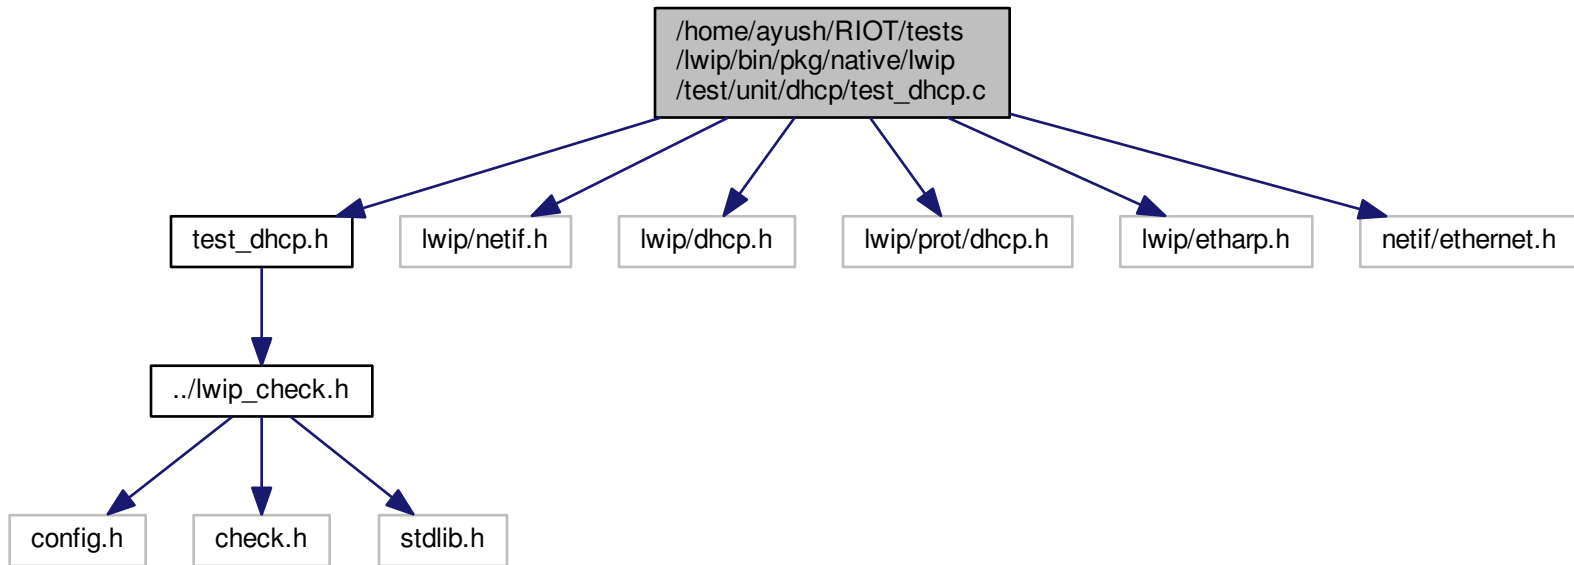 /home/ayush/RIOT/tests
/lwip/bin/pkg/native/lwip
/test/unit/dhcp/test_dhcp.c
test_dhcp.h
lwip/netif.h
lwip/dhcp.h
lwip/prot/dhcp.h
lwip/etharp.h
netif/ethernet.h
../lwip_check.h
config.h
check.h
stdlib.h